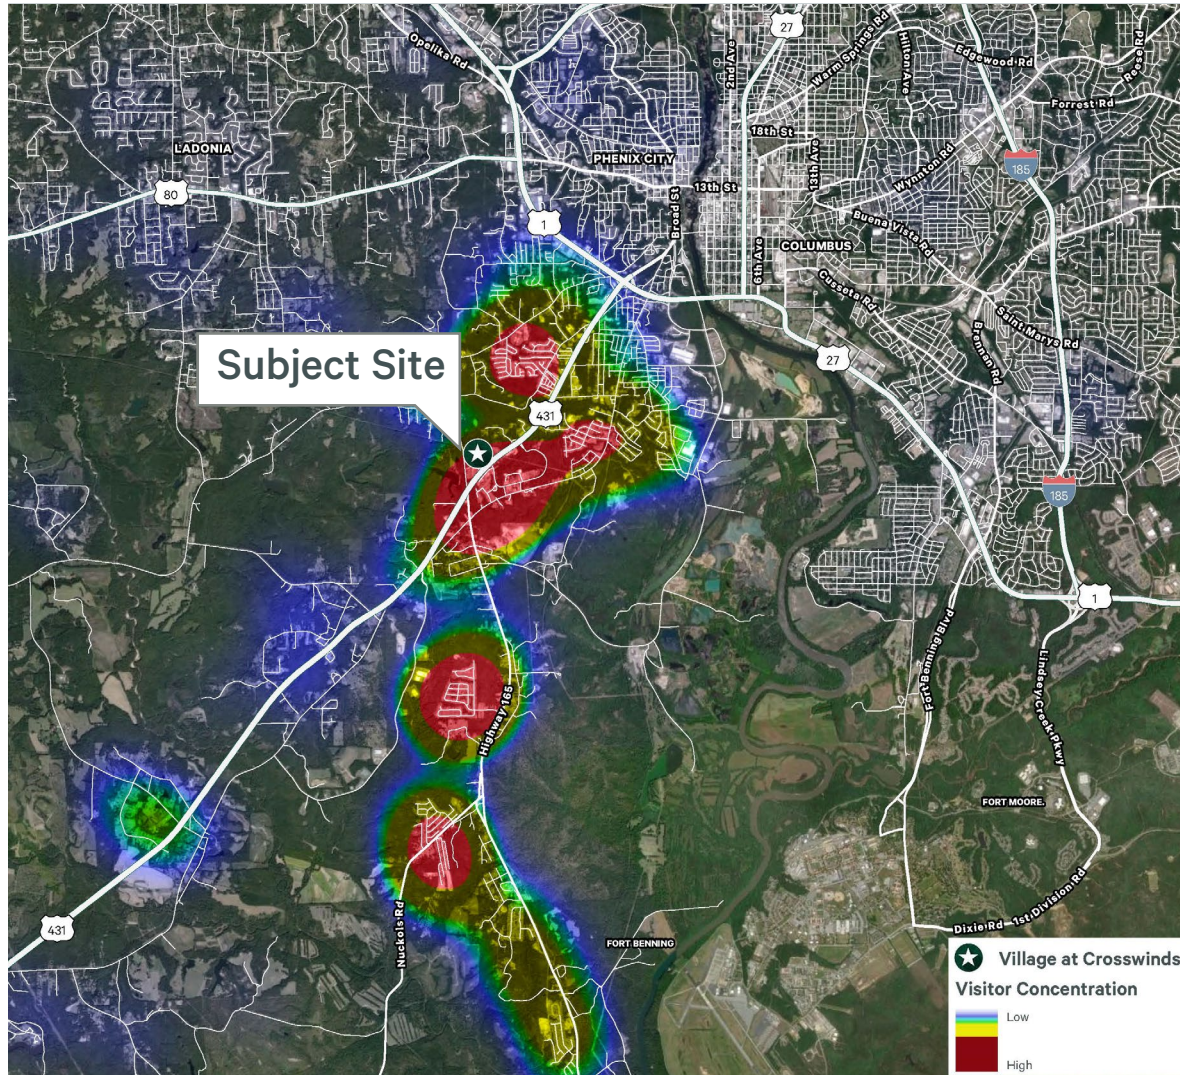 27
2nd Ave
Warm Springs Rd
Hilton Ave
Edgewood Rd
Reese Rd
Opelika Rd
Forrest Rd
18th St
LADONIA
PHENIX CITY
13th Ave
Wynnton Rd
185
80
13th St
Broad St
1
Buena Vista Rd
6th Ave
COLUMBUS
Cusseta Rd
Saint Marys Rd
Brennan Rd
27
Subject Site
431
185
1
Fort Benning Blvd
Lindsey Creek Pkwy
Highway 165
FORT MOORE.
431
Nuckols Rd
Dixie Rd
1st Division Rd
FORT BENNING
Village at Crosswinds
Visitor Concentration
Low
High